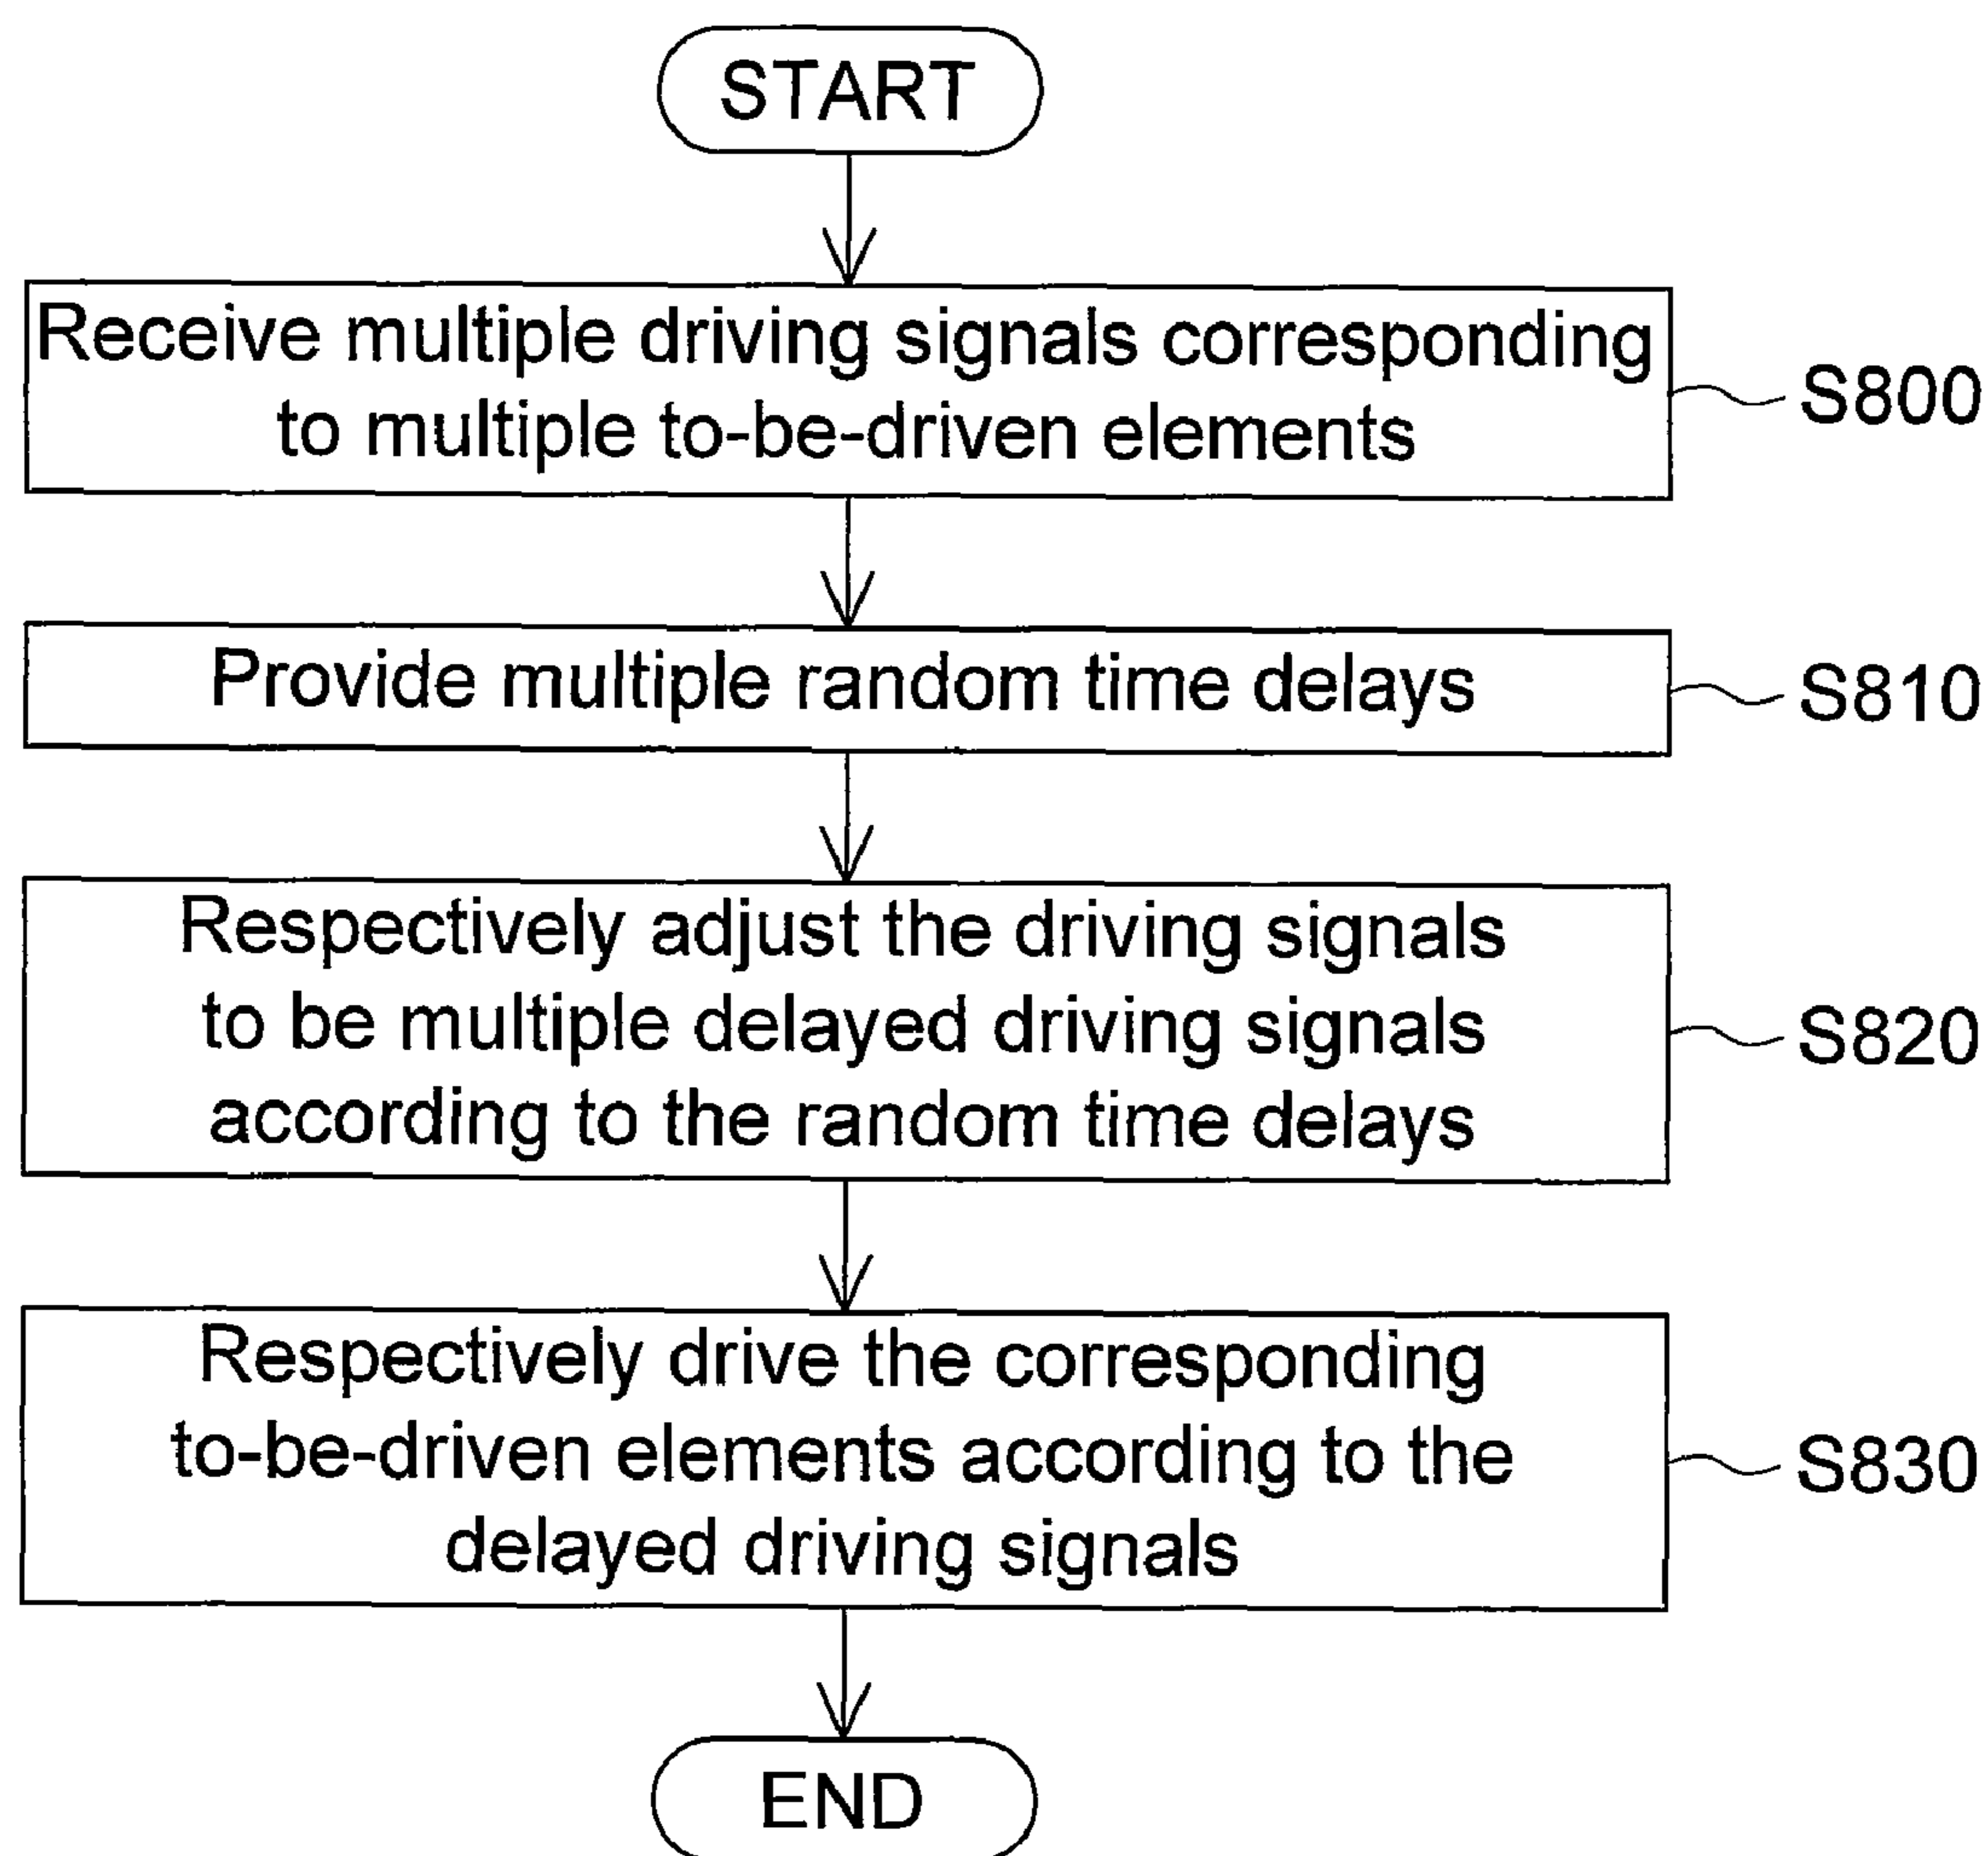 START
Receive multiple driving signals corresponding
to multiple to-be-driven elements
S800
Provide multiple random time delays
S810
Respectively adjust the driving signals
to be multiple delayed driving signals
according to the random time delays
S820
Respectively drive the corresponding
to-be-driven elements according to the
delayed driving signals
S830
END